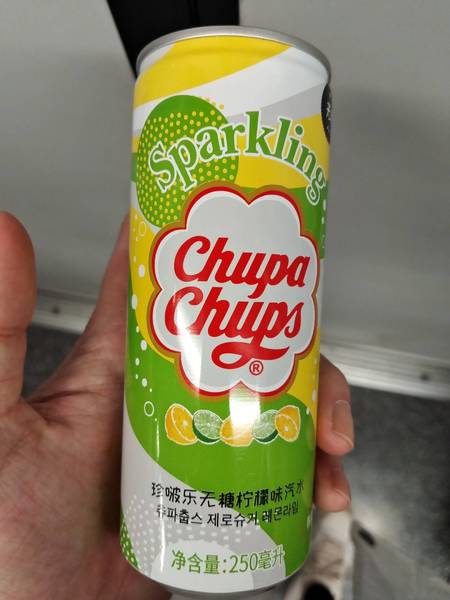 Sparkling
Chupa
Chups
®
珍啵乐无糖柠檬味汽水
츄파춥스 제로슈거 레몬라임
净含量:250毫升